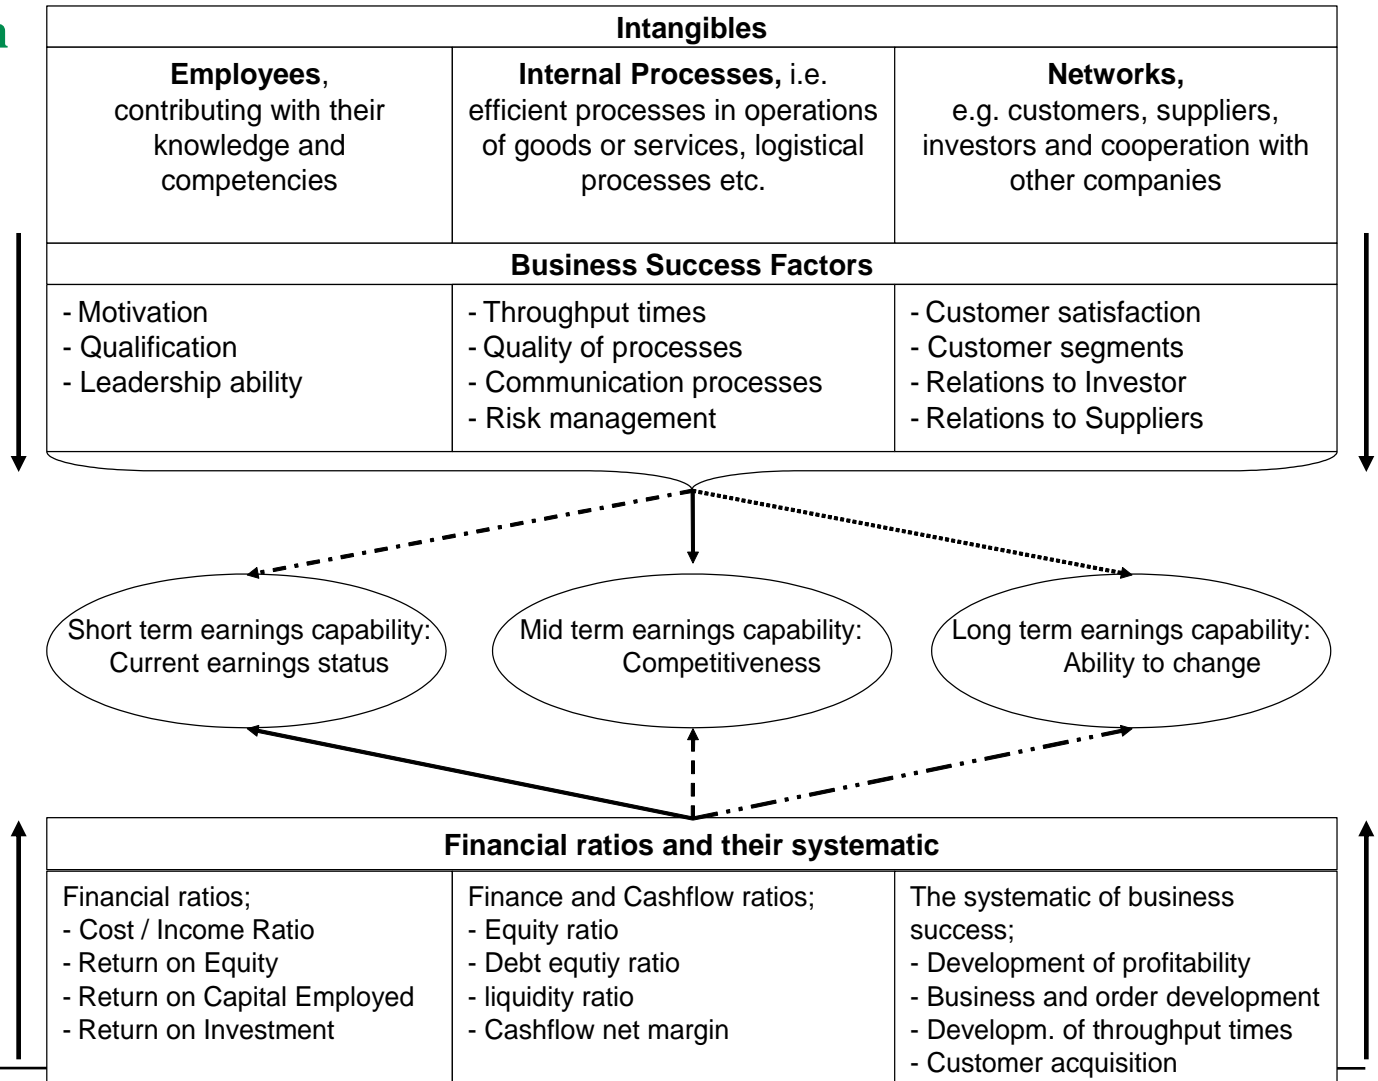 Intangibles
Employees,
contributing with their
knowledge and
competencies
Internal Processes, i.e.
efficient processes in operations
of goods or services, logistical
processes etc.
Networks,
e.g. customers, suppliers,
investors and cooperation with
other companies
Business Success Factors
- Motivation
- Qualification
- Leadership ability
- Throughput times
- Quality of processes
- Communication processes
- Risk management
- Customer satisfaction
- Customer segments
- Relations to Investor
- Relations to Suppliers
Short term earnings capability:
Current earnings status
Mid term earnings capability:
Competitiveness
Long term earnings capability:
Ability to change
Financial ratios and their systematic
Financial ratios;
- Cost / Income Ratio
- Return on Equity
- Return on Capital Employed
- Return on Investment
Finance and Cashflow ratios;
- Equity ratio
- Debt equtiy ratio
- liquidity ratio
- Cashflow net margin
The systematic of business
success;
- Development of profitability
- Business and order development
- Developm. of throughput times
- Customer acquisition